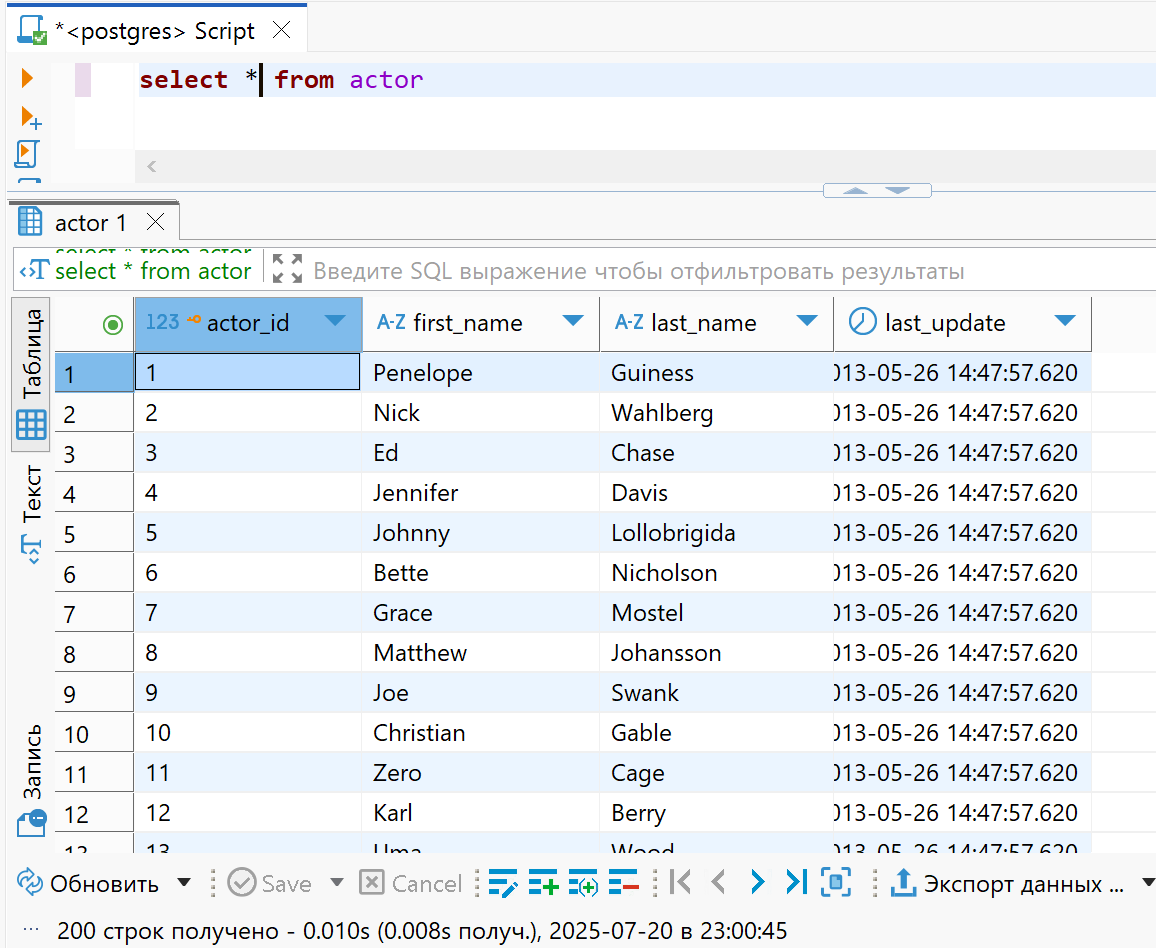 *<postgres> Script
select * from actor
actor 1
select * from actor
Введите SQL выражение чтобы отфильтровать результаты
Таблица
Текст
Запись
123 actor_id A-Z first_name A-Z last_name last_update
1 1 Penelope Guiness 013-05-26 14:47:57.620
2 2 Nick Wahlberg 013-05-26 14:47:57.620
3 3 Ed Chase 013-05-26 14:47:57.620
4 4 Jennifer Davis 013-05-26 14:47:57.620
5 5 Johnny Lollobrigida 013-05-26 14:47:57.620
6 6 Bette Nicholson 013-05-26 14:47:57.620
7 7 Grace Mostel 013-05-26 14:47:57.620
8 8 Matthew Johansson 013-05-26 14:47:57.620
9 9 Joe Swank 013-05-26 14:47:57.620
10 10 Christian Gable 013-05-26 14:47:57.620
11 11 Zero Cage 013-05-26 14:47:57.620
12 12 Karl Berry 013-05-26 14:47:57.620
13 13 Uma Wood 013-05-26 14:47:57.620
Обновить Save Cancel Экспорт данных ...
200 строк получено - 0.010s (0.008s получ.), 2025-07-20 в 23:00:45